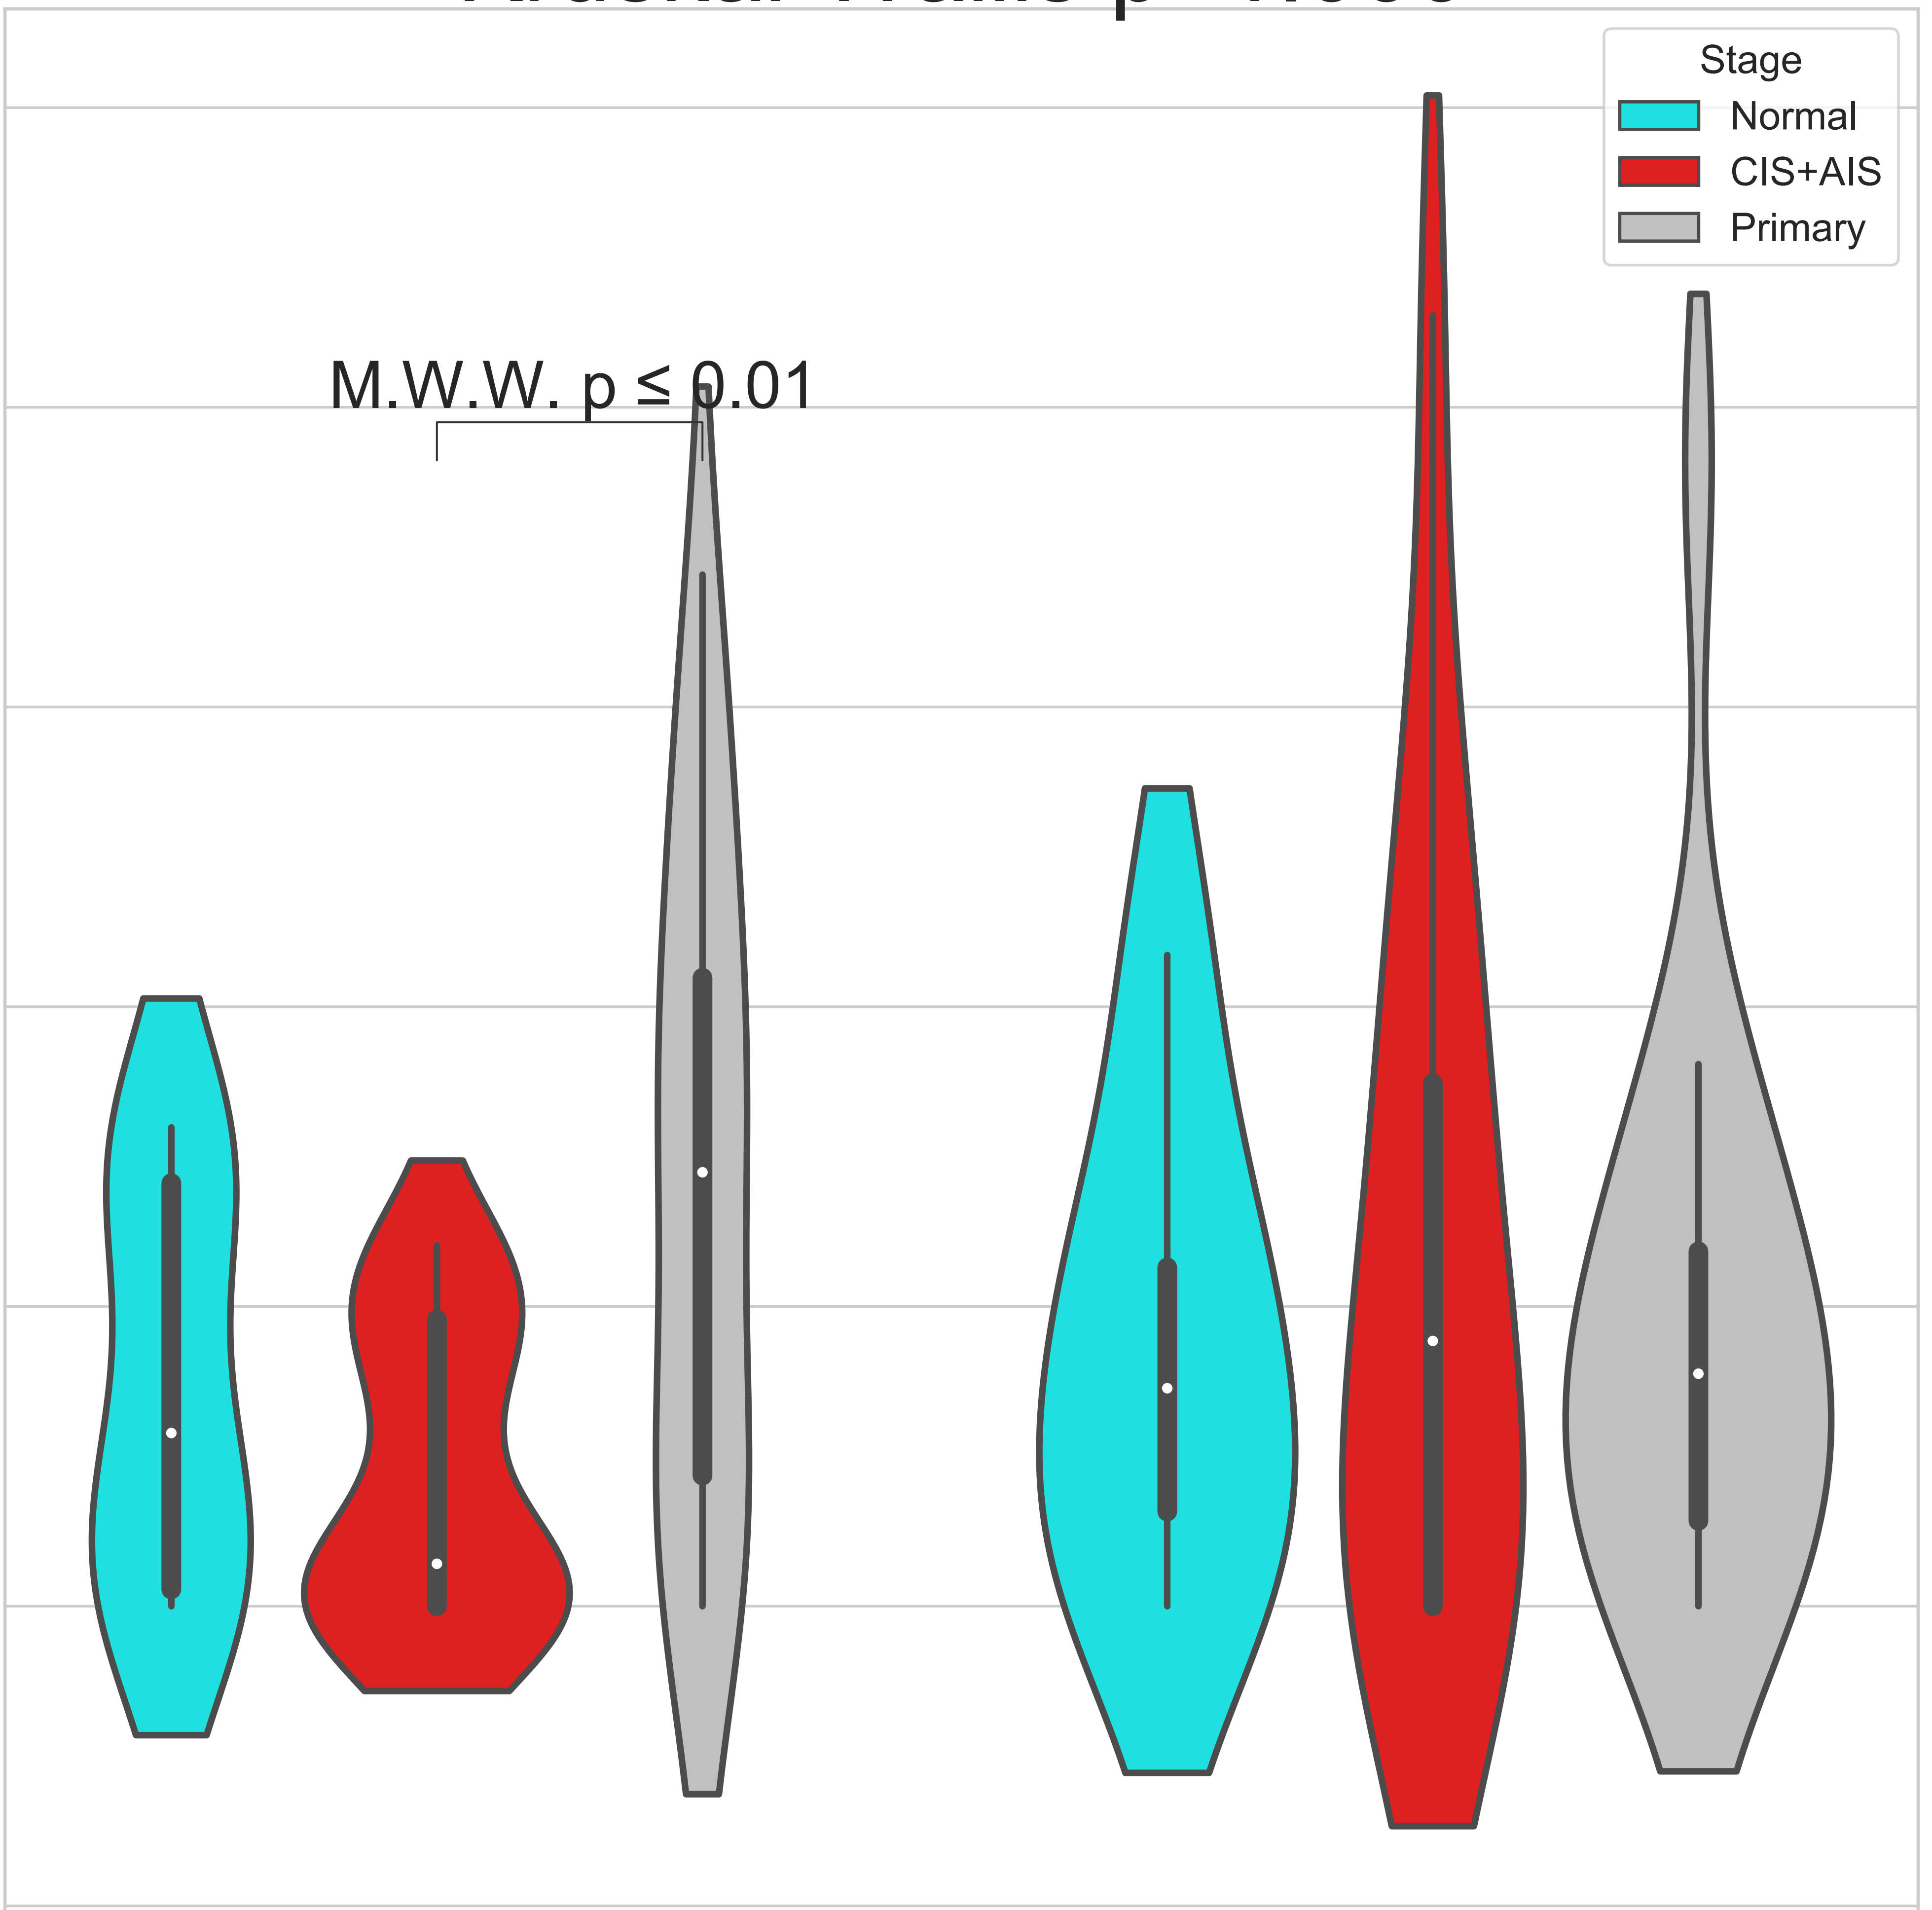 Stage
Normal
CIS+AIS
Primary
M.W.W. p ≤ 0.01